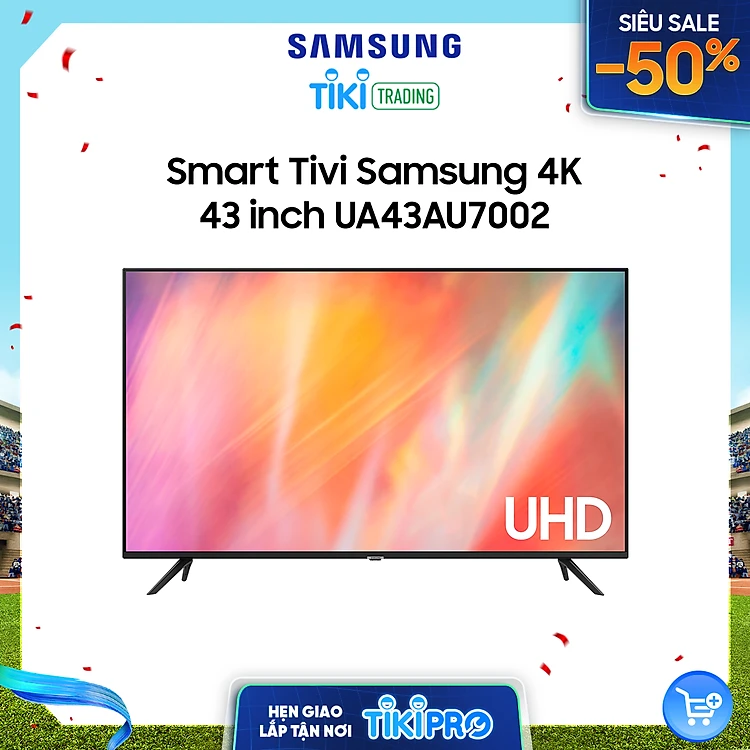 SIÊU SALE
-50%
SAMSUNG
TIKI TRADING
Smart Tivi Samsung 4K
43 inch UA43AU7002
UHD
HẸN GIAO
LẮP TẬN NƠI
TIKIPRO